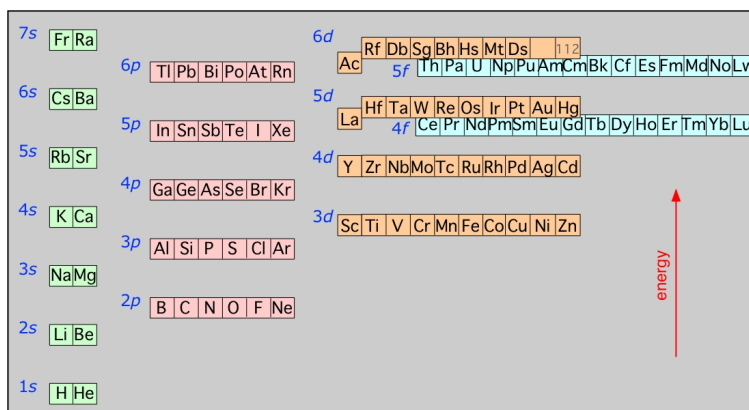 7s Fr Ra
6d Rf Db Sg Bh Hs Mt Ds 112
Ac
6p Tl Pb Bi Po At Rn
5f Th Pa U Np Pu Am Cm Bk Cf Es Fm Md No Lw
6s Cs Ba
5d Hf Ta W Re Os Ir Pt Au Hg
La
5p In Sn Sb Te I Xe
4f Ce Pr Nd Pm Sm Eu Gd Tb Dy Ho Er Tm Yb Lu
5s Rb Sr
4d Y Zr Nb Mo Tc Ru Rh Pd Ag Cd
4p Ga Ge As Se Br Kr
4s K Ca
3d Sc Ti V Cr Mn Fe Co Cu Ni Zn
3p Al Si P S Cl Ar
3s Na Mg
energy
2p B C N O F Ne
2s Li Be
1s H He